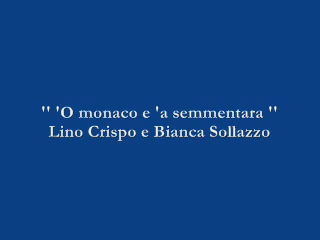 " 'O monaco e 'a semmentara "
Lino Crispo e Bianca Sollazzo